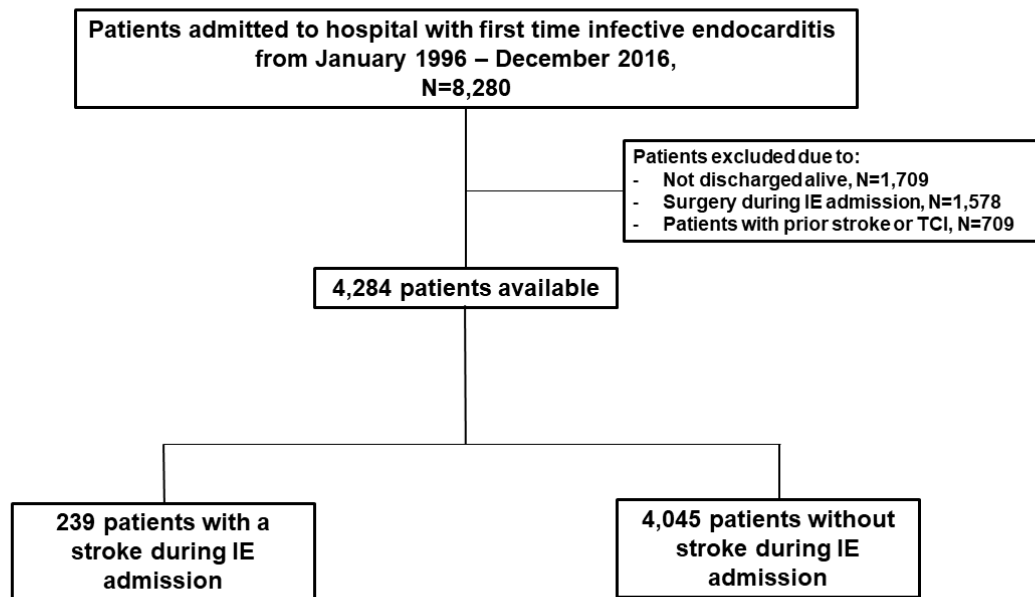 Patients admitted to hospital with first time infective endocarditis
from January 1996 – December 2016,
N=8,280
Patients excluded due to:
- Not discharged alive, N=1,709
- Surgery during IE admission, N=1,578
- Patients with prior stroke or TCI, N=709
4,284 patients available
239 patients with a
stroke during IE
admission
4,045 patients without
stroke during IE
admission